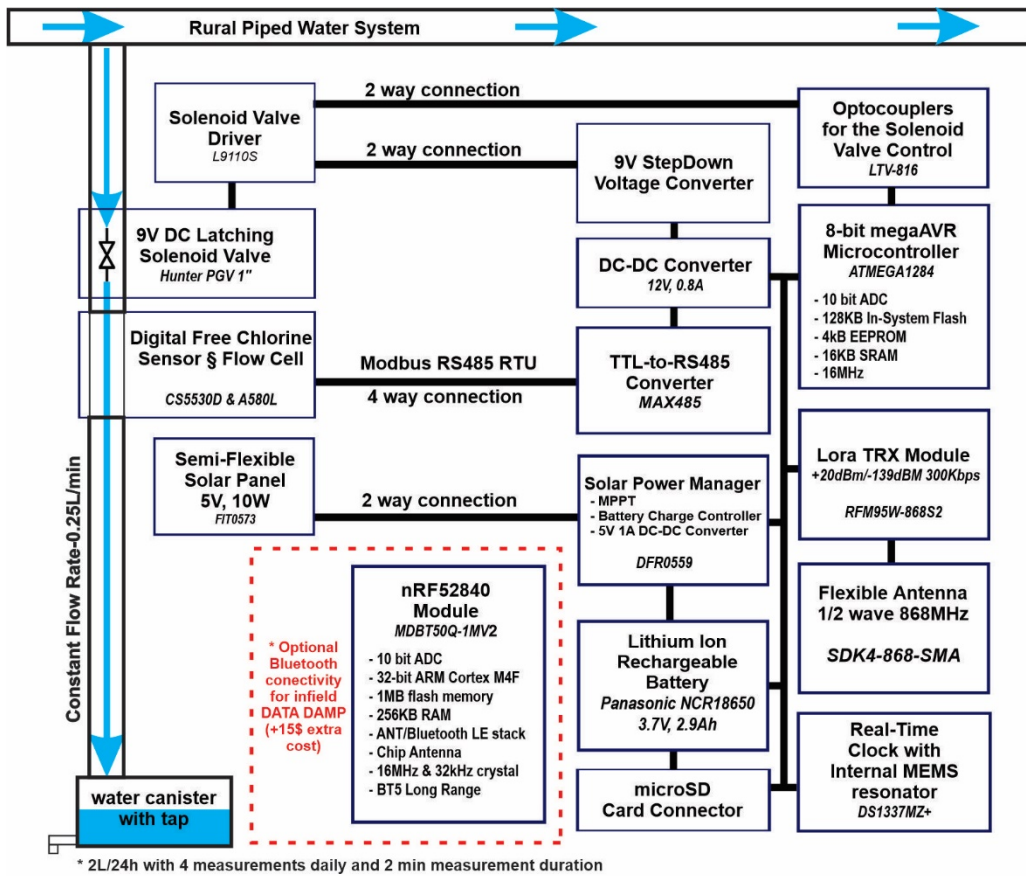 Rural Piped Water System
2 way connection
Solenoid Valve
Driver
L9110S
2 way connection
9V StepDown
Voltage Converter
Optocouplers
for the Solenoid
Valve Control
LTV-816
9V DC Latching
Solenoid Valve
Hunter PGV 1"
DC-DC Converter
12V, 0.8A
8-bit megaAVR
Microcontroller
ATMEGA1284
- 10 bit ADC
- 128KB In-System Flash
- 4kB EEPROM
- 16KB SRAM
- 16MHz
Digital Free Chlorine
Sensor § Flow Cell
CS5530D & A580L
Modbus RS485 RTU
4 way connection
TTL-to-RS485
Converter
MAX485
Semi-Flexible
Solar Panel
5V, 10W
FIT0573
2 way connection
Solar Power Manager
- MPPT
- Battery Charge Controller
- 5V 1A DC-DC Converter
DFR0559
Lora TRX Module
+20dBm/-139dBM 300Kbps
RFM95W-868S2
Constant Flow Rate-0.25L/min
* Optional
Bluetooth
conectivity
for infield
DATA DAMP
(+15$ extra
cost)
nRF52840
Module
MDBT50Q-1MV2
- 10 bit ADC
- 32-bit ARM Cortex M4F
- 1MB flash memory
- 256KB RAM
- ANT/Bluetooth LE stack
- Chip Antenna
- 16MHz & 32kHz crystal
- BT5 Long Range
Lithium Ion
Rechargeable
Battery
Panasonic NCR18650
3.7V, 2.9Ah
Flexible Antenna
1/2 wave 868MHz
SDK4-868-SMA
microSD
Card Connector
Real-Time
Clock with
Internal MEMS
resonator
DS1337MZ+
water canister
with tap
* 2L/24h with 4 measurements daily and 2 min measurement duration